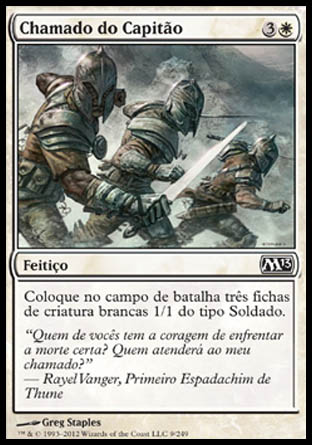 Chamado do Capitão 3
Feitiço M13
Coloque no campo de batalha três fichas
de criatura brancas 1/1 do tipo Soldado.
"Quem de vocês tem a coragem de enfrentar
a morte certa? Quem atenderá ao meu
chamado?"
— Rayel Vanger, Primeiro Espadachim de
Thune
Greg Staples
™ & © 1993–2012 Wizards of the Coast LLC 9/249